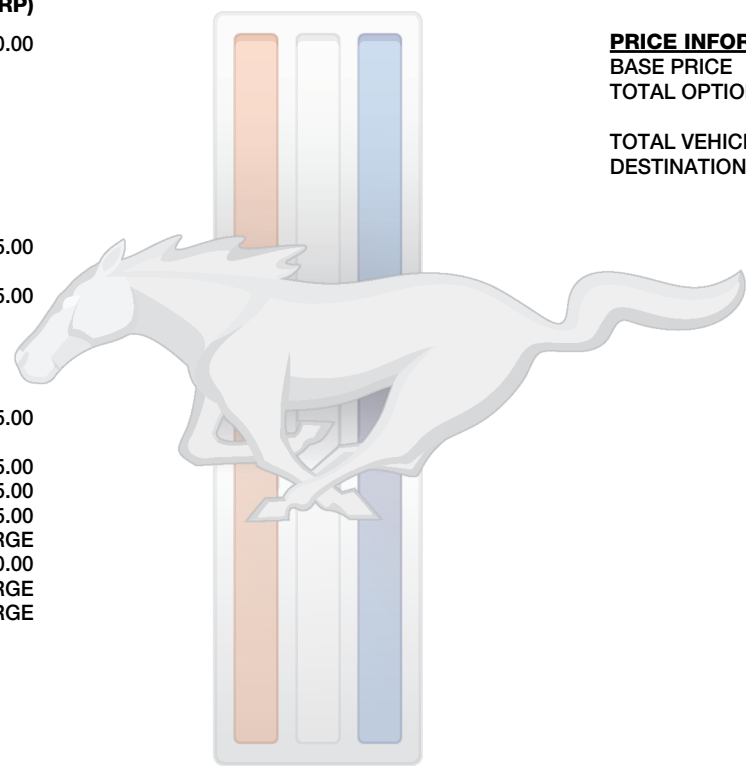 RP)
0.00
5.00
5.00
5.00
5.00
5.00
5.00
RGE
0.00
RGE
RGE
PRICE INFOR
BASE PRICE
TOTAL OPTIO
TOTAL VEHICL
DESTINATION